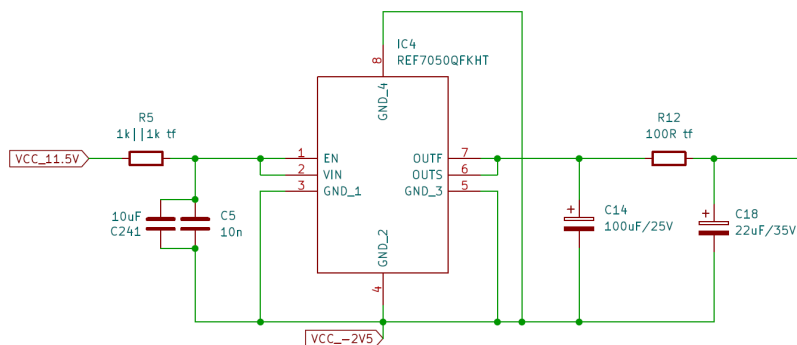 IC4
REF7050QFKHT
8
GND_4
R5
1k||1k tf
R12
100R tf
VCC_11.5V
1
EN
OUTF
7
2
VIN
OUTS
6
3
GND_1
GND_3
5
10uF
C241
C5
10n
+
C14
100uF/25V
+
C18
22uF/35V
GND_2
4
VCC_-2V5